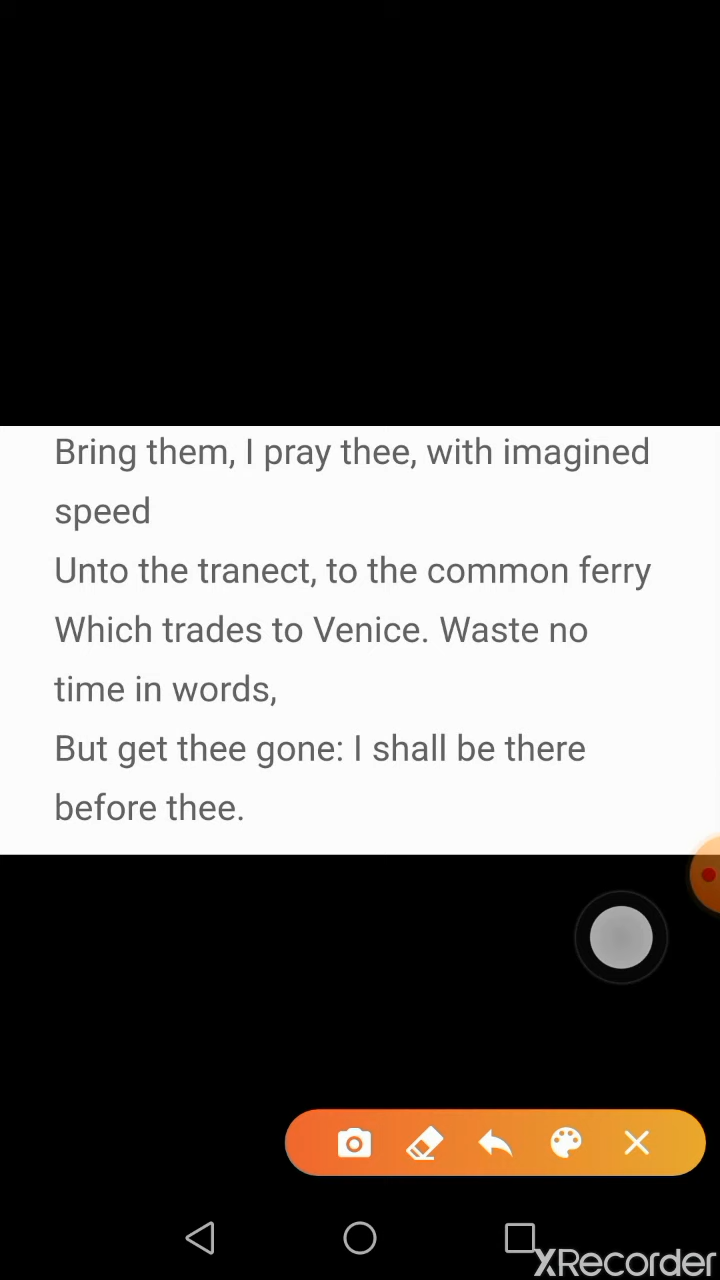 Bring them, I pray thee, with imagined
speed
Unto the tranect, to the common ferry
Which trades to Venice. Waste no
time in words,
But get thee gone: I shall be there
before thee.
XRecorder